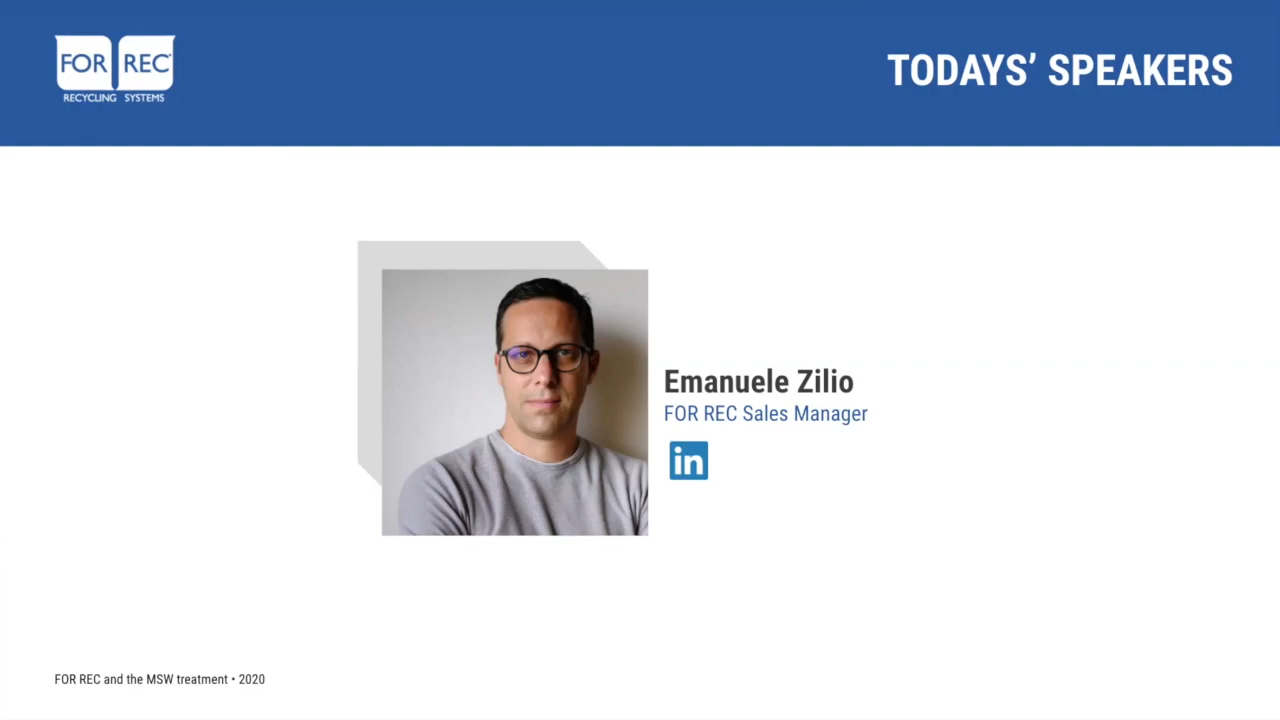 FOR REC
RECYCLING SYSTEMS
TODAYS’ SPEAKERS
Emanuele Zilio
FOR REC Sales Manager
in
FOR REC and the MSW treatment • 2020